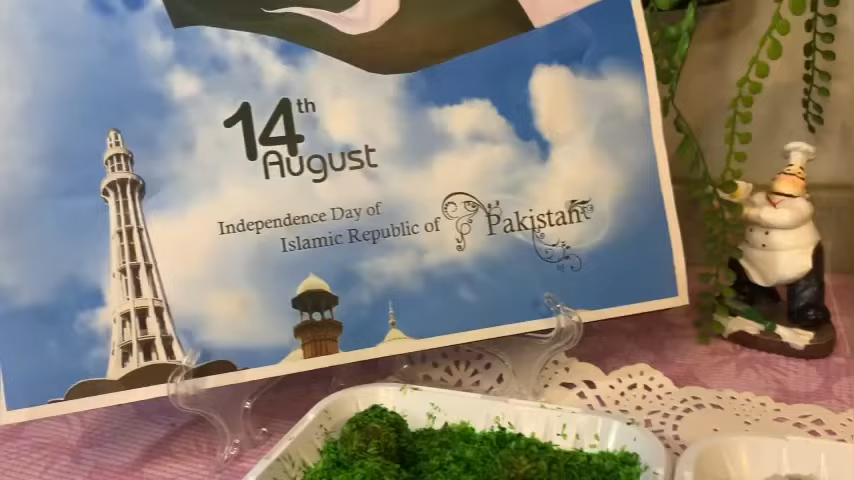 14th
August
Independence Day of
Islamic Republic of Pakistan